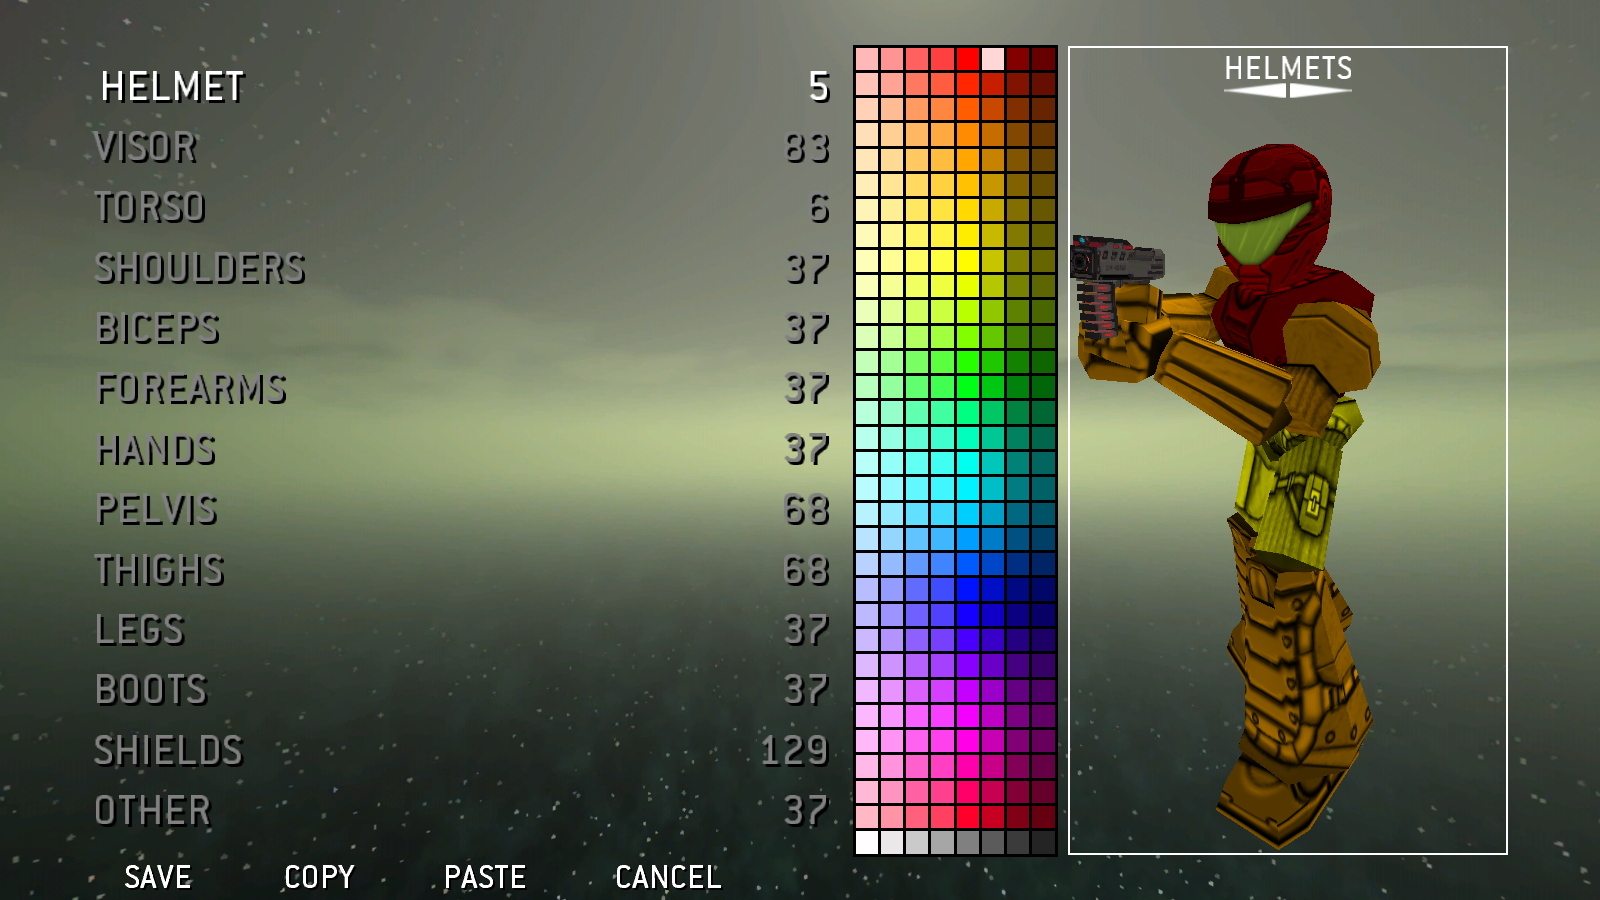 HELMET 5
VISOR 83
TORSO 6
SHOULDERS 37
BICEPS 37
FOREARMS 37
HANDS 37
PELVIS 68
THIGHS 68
LEGS 37
BOOTS 37
SHIELDS 129
OTHER 37
SAVE COPY PASTE CANCEL
HELMETS